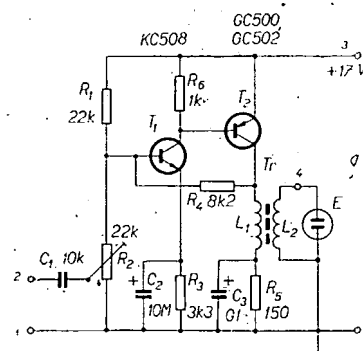 KC508
GC500,
GC502
3
+17 V
R1
22k
R6
1k
T1
T2
Tr
4
E
R4 8k2
L1
L2
22k
R2
C1 10k
2
C2
10M
R3
3k3
C3
G1
R5
150
1